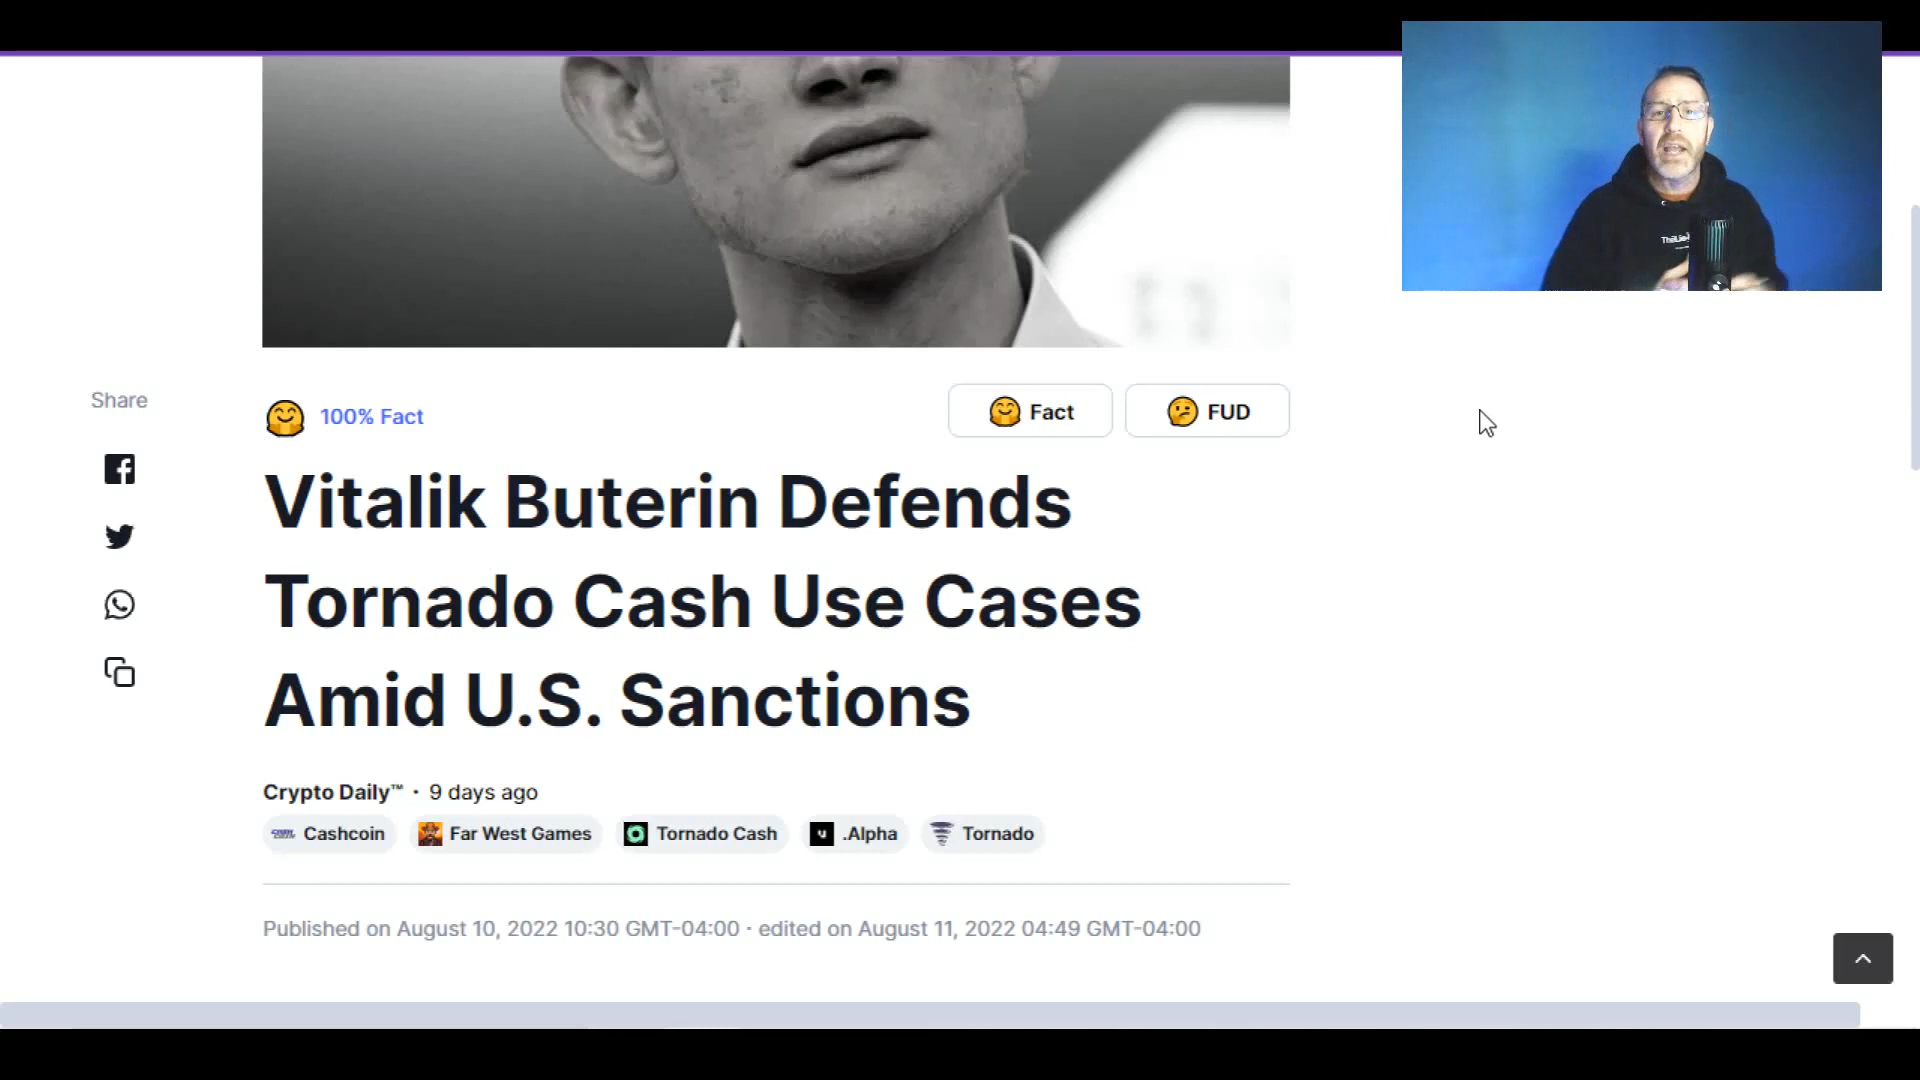 Share
100% Fact
Fact
FUD
Vitalik Buterin Defends
Tornado Cash Use Cases
Amid U.S. Sanctions
Crypto Daily™ · 9 days ago
Cashcoin
Far West Games
Tornado Cash
.Alpha
Tornado
Published on August 10, 2022 10:30 GMT-04:00 · edited on August 11, 2022 04:49 GMT-04:00